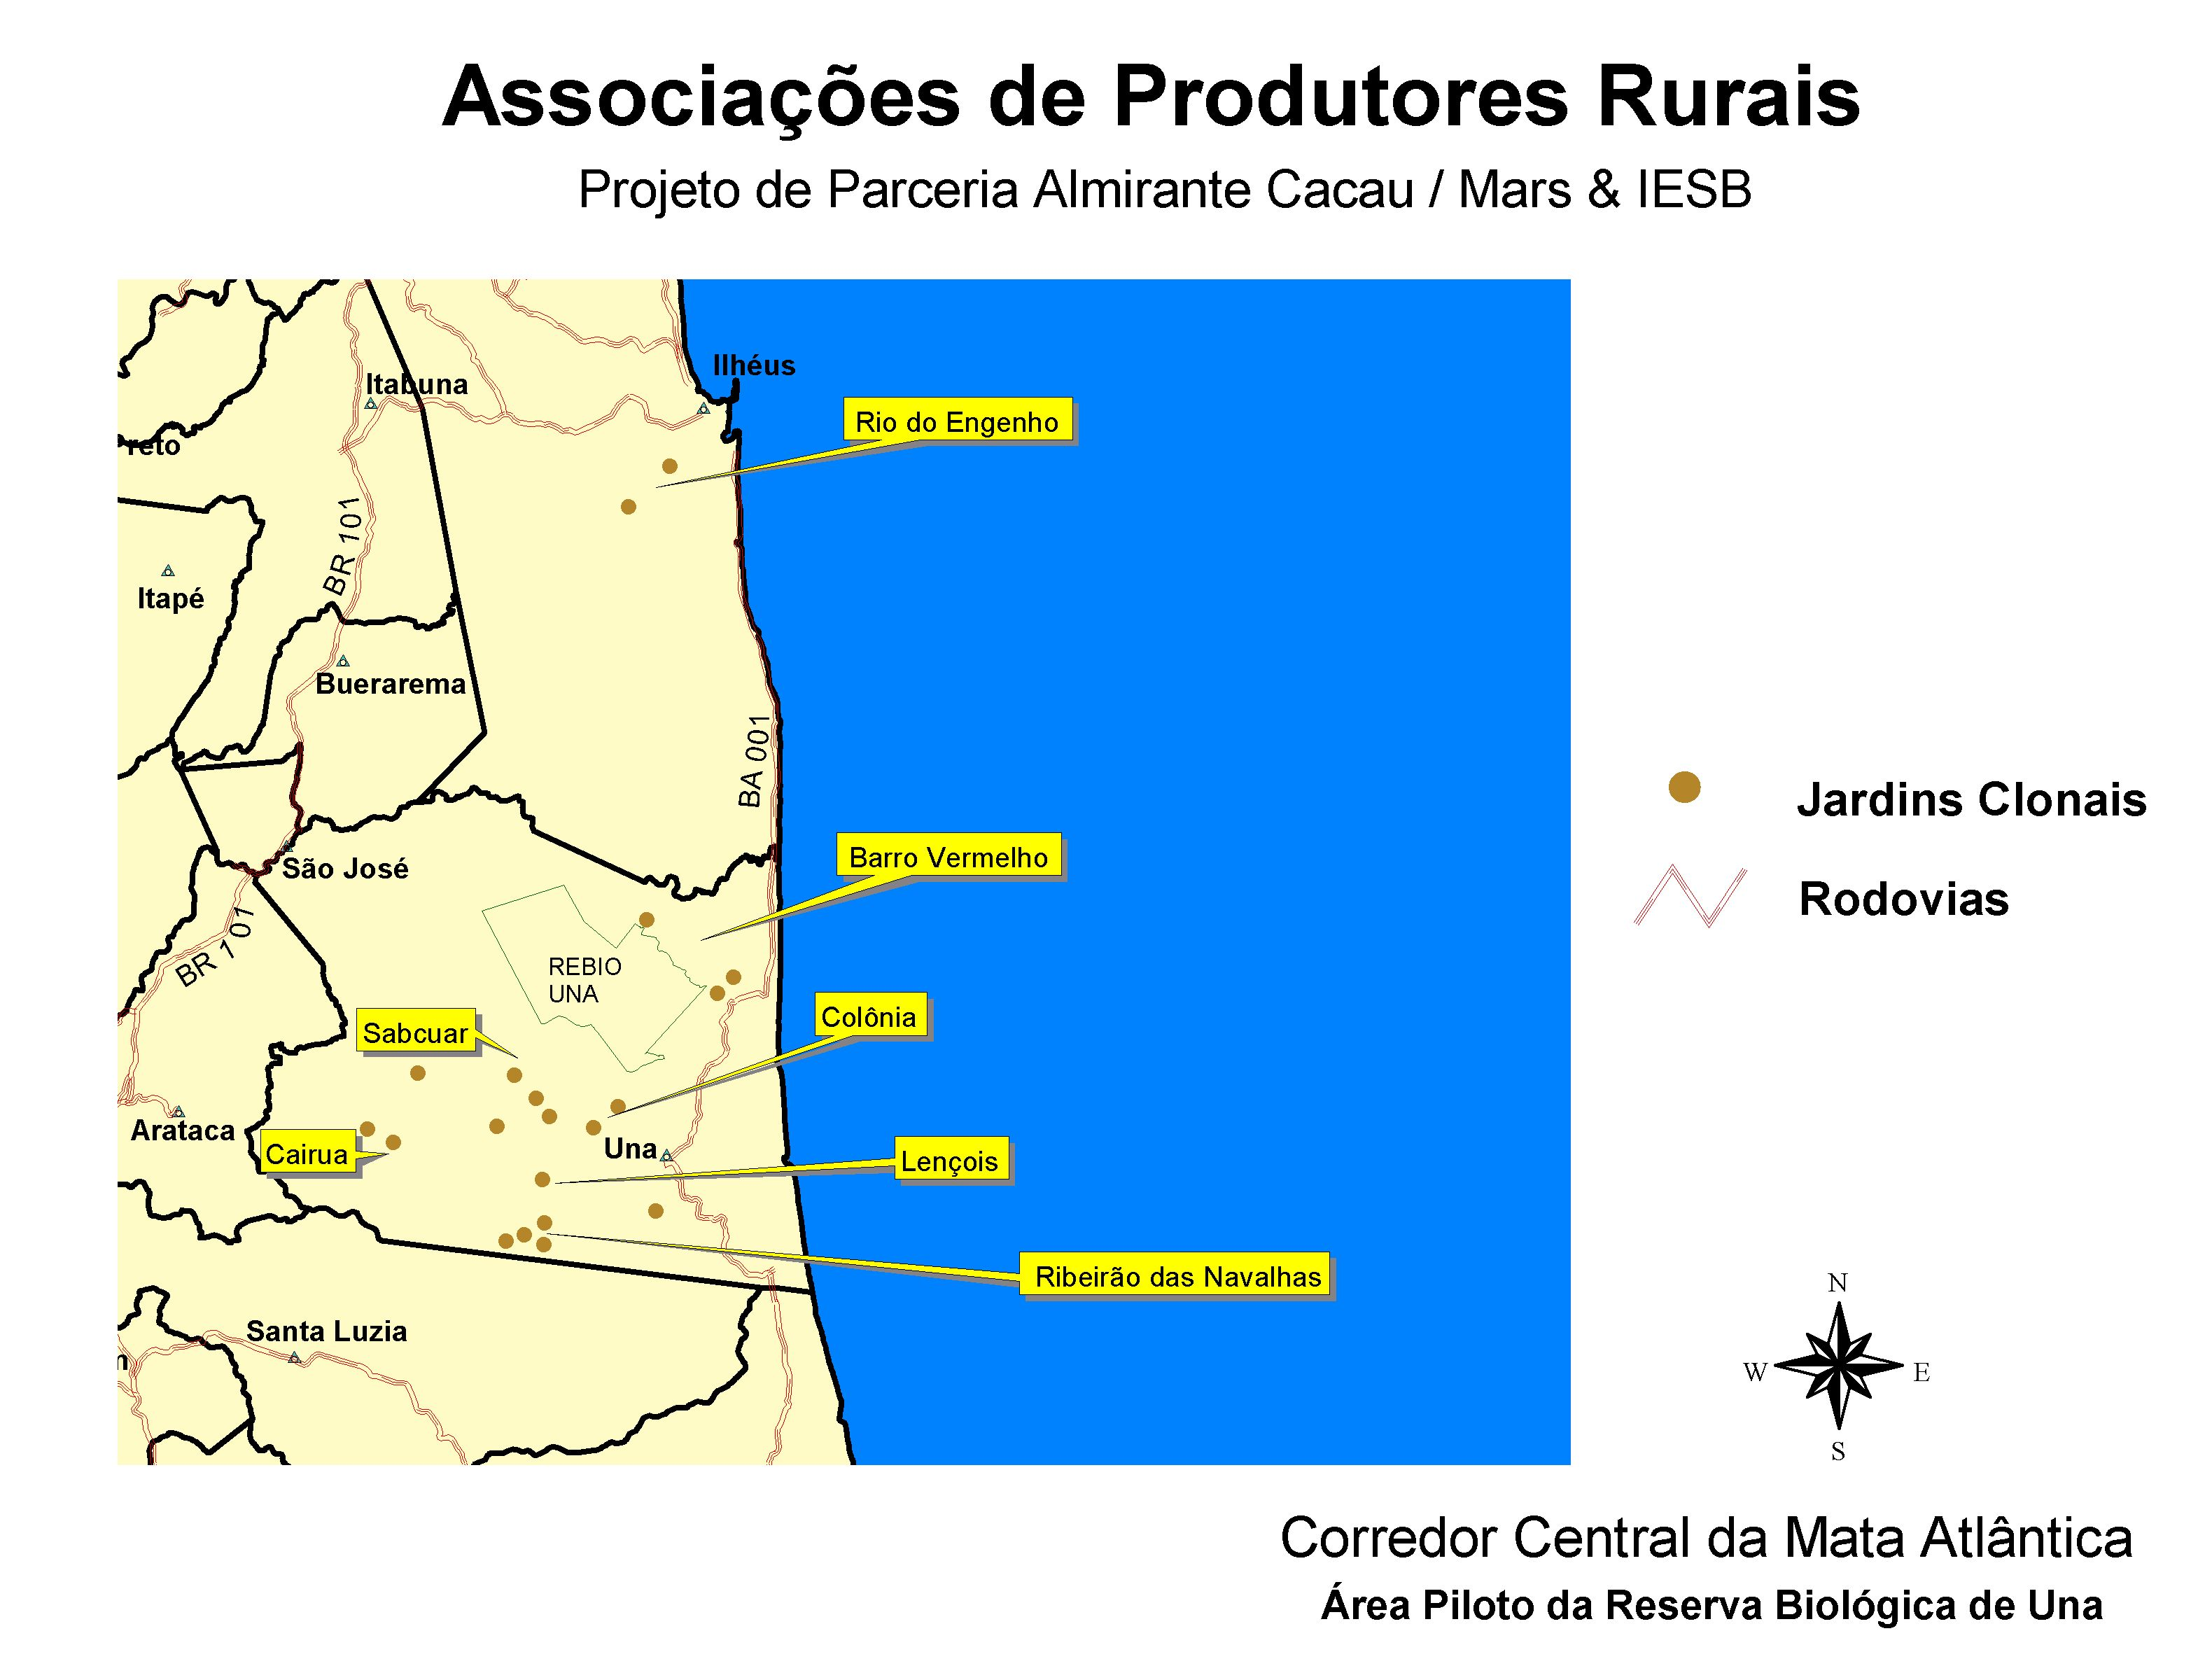 Associações de Produtores Rurais
Projeto de Parceria Almirante Cacau / Mars & IESB
Ilhéus
Itabuna
Rio do Engenho
reto
BR 101
Itapé
Buerarema
BA 001
São José
Barro Vermelho
BR 101
REBIO
UNA
Sabcuar
Colônia
Arataca
Cairua
Una
Lençois
Ribeirão das Navalhas
Santa Luzia
Jardins Clonais
Rodovias
N
W
E
S
Corredor Central da Mata Atlântica
Área Piloto da Reserva Biológica de Una